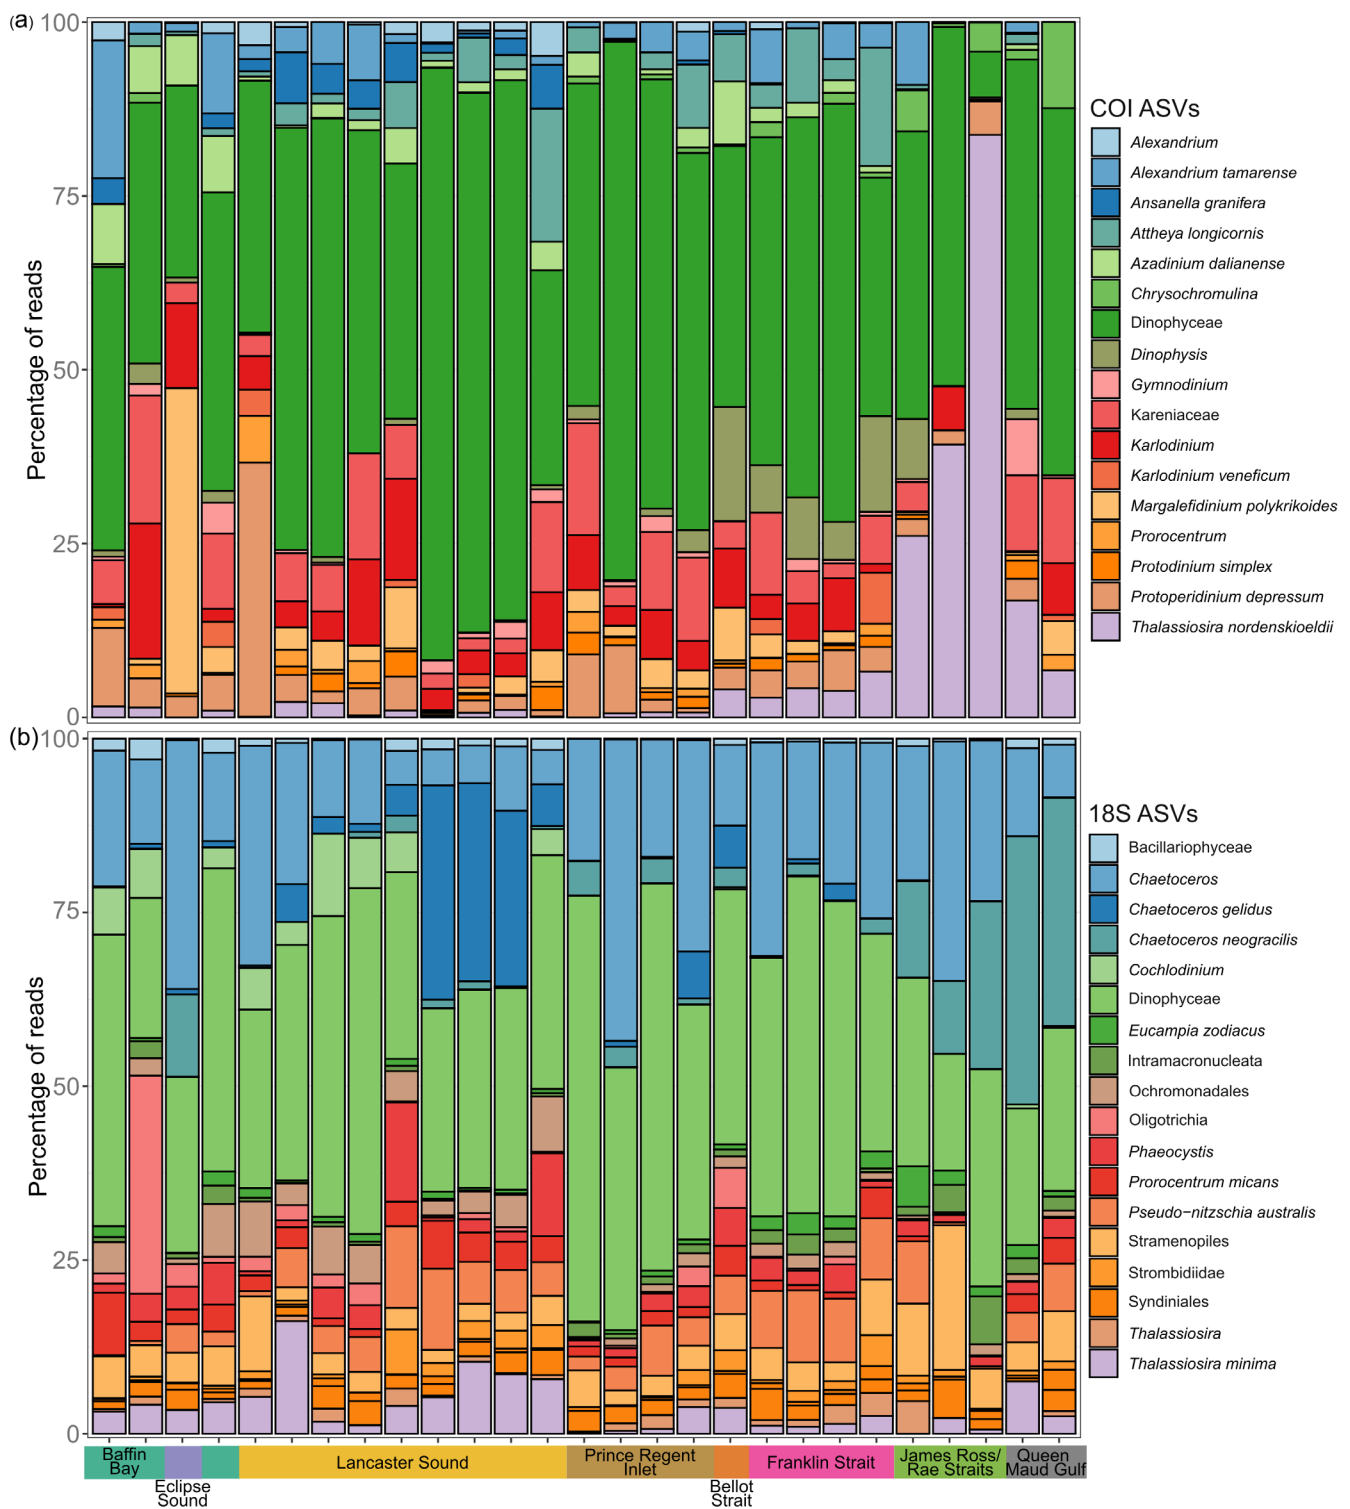 (a)
100
75
50
25
0
Percentage of reads
COI ASVs
Alexandrium
Alexandrium tamarense
Ansanella granifera
Attheya longicornis
Azadinium dalianense
Chrysochromulina
Dinophyceae
Dinophysis
Gymnodinium
Kareniaceae
Karlodinium
Karlodinium veneficum
Margalefidinium polykrikoides
Prorocentrum
Protodinium simplex
Protoperidinium depressum
Thalassiosira nordenskioeldii
(b)
100
75
50
25
0
Percentage of reads
18S ASVs
Bacillariophyceae
Chaetoceros
Chaetoceros gelidus
Chaetoceros neogracilis
Cochlodinium
Dinophyceae
Eucampia zodiacus
Intramacronucleata
Ochromonadales
Oligotrichia
Phaeocystis
Prorocentrum micans
Pseudo−nitzschia australis
Stramenopiles
Strombidiidae
Syndiniales
Thalassiosira
Thalassiosira minima
Baffin
Bay
Eclipse
Sound
Lancaster Sound
Prince Regent
Inlet
Bellot
Strait
Franklin Strait
James Ross/
Rae Straits
Queen
Maud Gulf